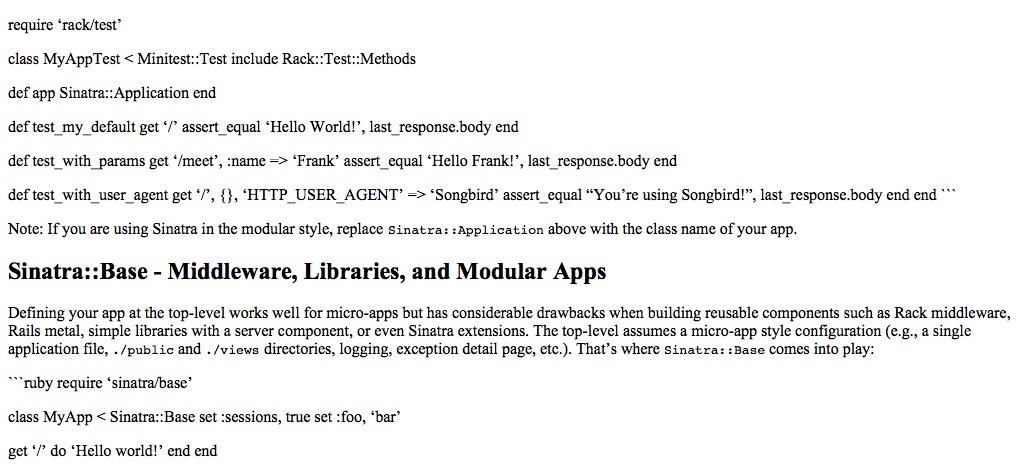 require ‘rack/test’
class MyAppTest < Minitest::Test include Rack::Test::Methods
def app Sinatra::Application end
def test_my_default get ‘/’ assert_equal ‘Hello World!’, last_response.body end
def test_with_params get ‘/meet’, :name => ‘Frank’ assert_equal ‘Hello Frank!’, last_response.body end
def test_with_user_agent get ‘/’, {}, ‘HTTP_USER_AGENT’ => ‘Songbird’ assert_equal “You’re using Songbird!”, last_response.body end end ```
Note: If you are using Sinatra in the modular style, replace Sinatra::Application above with the class name of your app.
Sinatra::Base - Middleware, Libraries, and Modular Apps
Defining your app at the top-level works well for micro-apps but has considerable drawbacks when building reusable components such as Rack middleware,
Rails metal, simple libraries with a server component, or even Sinatra extensions. The top-level assumes a micro-app style configuration (e.g., a single
application file, ./public and ./views directories, logging, exception detail page, etc.). That’s where Sinatra::Base comes into play:
```ruby require ‘sinatra/base’
class MyApp < Sinatra::Base set :sessions, true set :foo, ‘bar’
get ‘/’ do ‘Hello world!’ end end